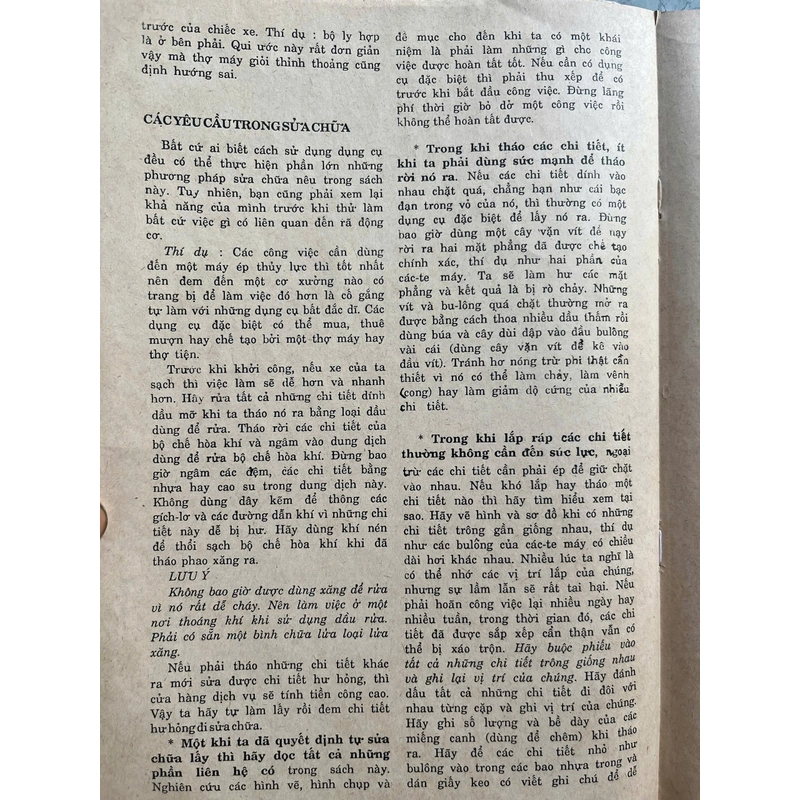 trước của chiếc xe. Thí dụ : bộ ly hợp
là ở bên phải. Qui ước này rất đơn giản
vậy mà thợ máy giỏi thỉnh thoảng cũng
định hướng sai.
CÁC YÊU CẦU TRONG SỬA CHỮA
Bất cứ ai biết cách sử dụng dụng cụ
đều có thể thực hiện phần lớn những
phương pháp sửa chữa nêu trong sách
này. Tuy nhiên, bạn cũng phải xem lại
khả năng của mình trước khi thử làm
bất cứ việc gì có liên quan đến rã động
cơ.
Thí dụ : Các công việc cần dùng
đến một máy ép thủy lực thì tốt nhất
nên đem đến một cơ xưởng nào có
trang bị để làm việc đó hơn là cố gắng
tự làm với những dụng cụ bất đắc dĩ. Các
dụng cụ đặc biệt có thể mua, thuê
mượn hay chế tạo bởi một thợ máy hay
thợ tiện.
Trước khi khởi công, nếu xe của ta
sạch thì việc làm sẽ dễ hơn và nhanh
hơn. Hãy rửa tất cả những chi tiết dính
dầu mỡ khi ta tháo nó ra bằng loại dầu
dùng để rửa. Tháo rời các chi tiết của
bộ chế hòa khí và ngâm vào dung dịch
dùng để rửa bộ chế hòa khí. Đừng bao
giờ ngâm các đệm, các chi tiết bằng
nhựa hay cao su trong dung dịch này.
Không dùng dây kẽm để thông các
gích-lơ và các đường dẫn khí vì những chi
tiết này dễ bị hư. Hãy dùng khí nén
để thổi sạch bộ chế hòa khí khi đã
tháo phao xăng ra.
LƯU Ý
Không bao giờ được dùng xăng để rửa
vì nó rất dễ cháy. Nên làm việc ở một
nơi thoáng khí khi sử dụng dầu rửa.
Phải có sẵn một bình chữa lửa loại lửa
xăng.
Nếu phải tháo những chi tiết khác
ra mới sửa được chi tiết hư hỏng, thì
cửa hàng dịch vụ sẽ tính tiền công cao.
Vậy ta hãy tự làm lấy rồi đem chi tiết
hư hỏng đi sửa chữa.
* Một khi ta đã quyết định tự sửa
chữa lấy thì hãy đọc tất cả những
phần liên hệ có trong sách này.
Nghiên cứu các hình vẽ, hình chụp và
đề mục cho đến khi ta có một khái
niệm là phải làm những gì cho công
việc được hoàn tất tốt. Nếu cần có dụng
cụ đặc biệt thì phải thu xếp để có
trước khi bắt đầu công việc. Đừng lãng
phí thời giờ bỏ dở một công việc rồi
không thể hoàn tất được.
* Trong khi tháo các chi tiết, ít
khi ta phải dùng sức mạnh để tháo
rời nó ra. Nếu các chi tiết dính vào
nhau chặt quá, chẳng hạn như cái bạc
đạn trong vỏ của nó, thì thường có một
dụng cụ đặc biệt để lấy nó ra. Đừng
bao giờ dùng một cây vặn vít để nạy
rời ra hai mặt phẳng đã được chế tạo
chính xác, thí dụ như hai phần của
các-te máy. Ta sẽ làm hư các mặt
phẳng và kết quả là bị rò chảy. Những
vít và bu-lông quá chặt thường mở ra
được bằng cách thoa nhiều dầu thấm rồi
dùng búa và cây dùi dập vào đầu bulông
vài cái (dùng cây vặn vít để kê vào
đầu vít). Tránh hơ nóng trừ phi thật cần
thiết vì nó có thể làm chảy, làm vênh
(cong) hay làm giảm độ cứng của nhiều
chi tiết.
* Trong khi lắp ráp các chi tiết
thường không cần đến sức lực, ngoại
trừ các chi tiết cần phải ép để giữ chặt
vào nhau. Nếu khó lắp hay tháo một
chi tiết nào thì hãy tìm hiểu xem tại
sao. Hãy vẽ hình và sơ đồ khi có những
chi tiết trông gần giống nhau, thí dụ
như các bulông của các-te máy có chiều
dài hơi khác nhau. Nhiều lúc ta nghĩ là
có thể nhớ các vị trí lắp của chúng,
nhưng sự lầm lẫn sẽ rất tai hại. Nếu
phải hoãn công việc lại nhiều ngày hay
nhiều tuần, trong thời gian đó, các chi
tiết đã được sắp xếp cẩn thận vẫn có
thể bị xáo trộn. Hãy buộc phiếu vào
tất cả những chi tiết trông giống nhau
và ghi lại vị trí của chúng. Hãy đánh
dấu tất cả những chi tiết đi đôi với
nhau từng cặp và ghi vị trí của chúng.
Hãy ghi số lượng và bề dày của các
miếng canh (dùng để chêm) khi tháo
ra. Hãy để các chi tiết nhỏ như
bulông vào trong các bao nhựa trong và
dán giấy keo có viết ghi chú để dễ